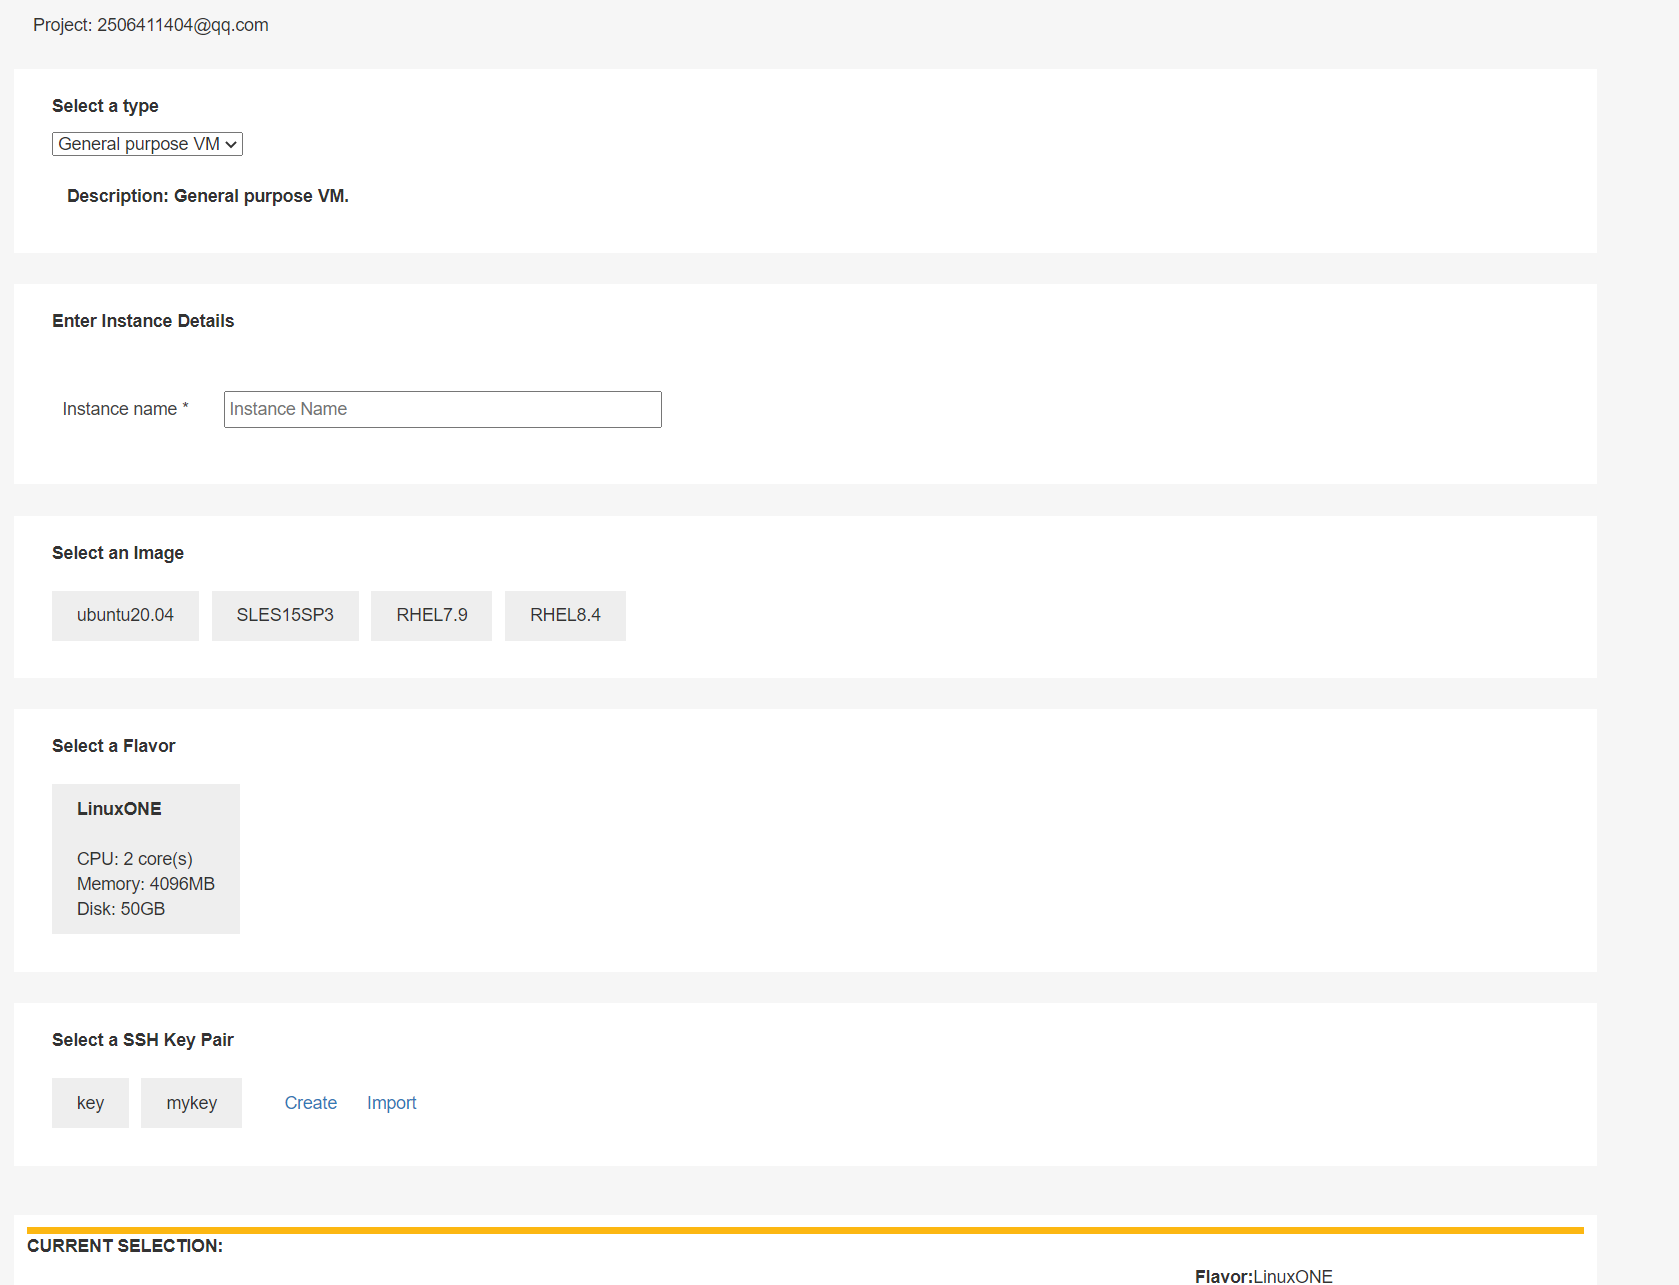 Project: 2506411404@qq.com
Select a type
General purpose VM
Description: General purpose VM.
Enter Instance Details
Instance name * Instance Name
Select an Image
ubuntu20.04 SLES15SP3 RHEL7.9 RHEL8.4
Select a Flavor
LinuxONE
CPU: 2 core(s)
Memory: 4096MB
Disk: 50GB
Select a SSH Key Pair
key mykey Create Import
CURRENT SELECTION:
Flavor:LinuxONE